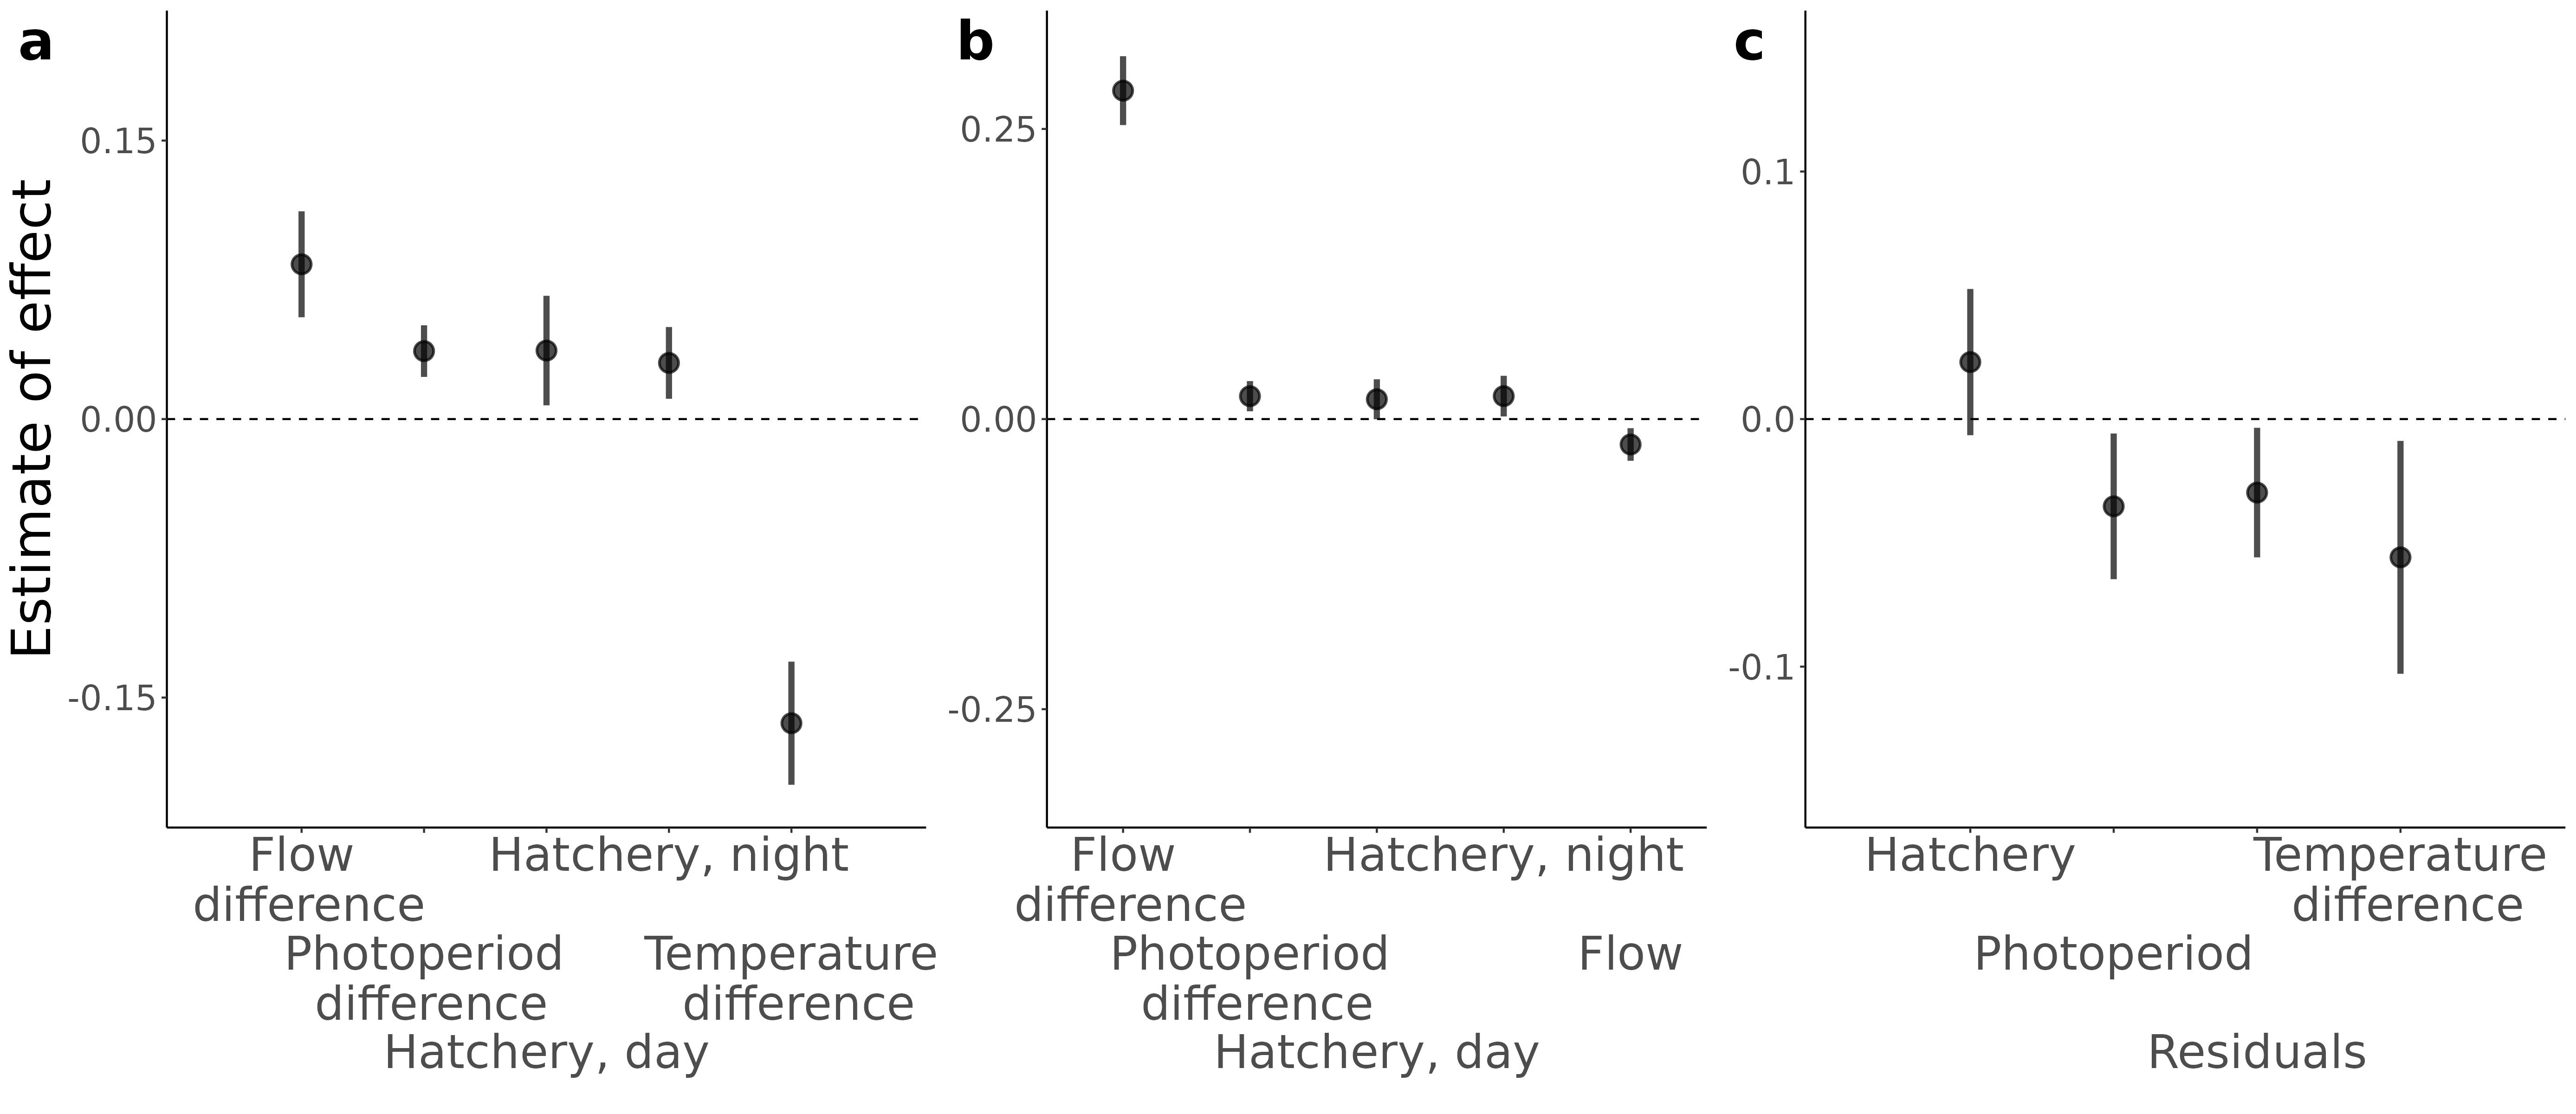 a
Estimate of effect
0.15
0.00
-0.15
Flow
difference
Photoperiod
difference
Hatchery, day
Hatchery, night
Temperature
difference
b
0.25
0.00
-0.25
Flow
difference
Photoperiod
difference
Hatchery, day
Hatchery, night
Flow
c
0.1
0.0
-0.1
Hatchery
Photoperiod
Residuals
Temperature
difference